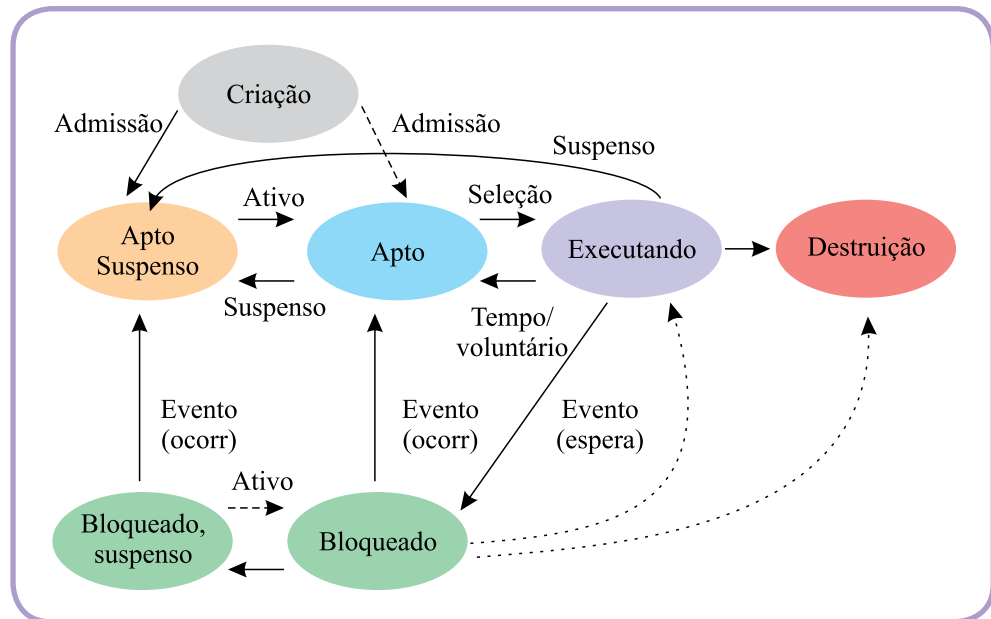 Criação
Admissão
Admissão
Suspenso
Ativo
Seleção
Apto
Suspenso
Apto
Executando
Destruição
Suspenso
Tempo/
voluntário
Evento
(ocorr)
Evento
(ocorr)
Evento
(espera)
Ativo
Bloqueado,
suspenso
Bloqueado